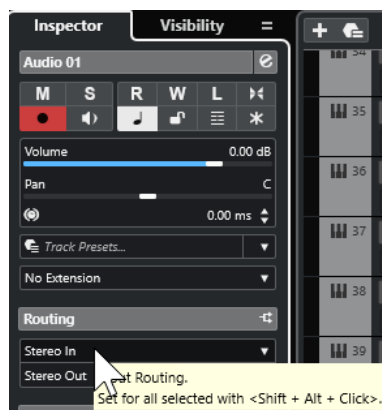 Inspector
Visibility
Audio 01
M S R W L
Volume 0.00 dB
Pan C
0.00 ms
Track Presets...
No Extension
Routing
Stereo In
Stereo Out
ut Routing.
Set for all selected with <Shift + Alt + Click>.
34
35
36
37
38
39